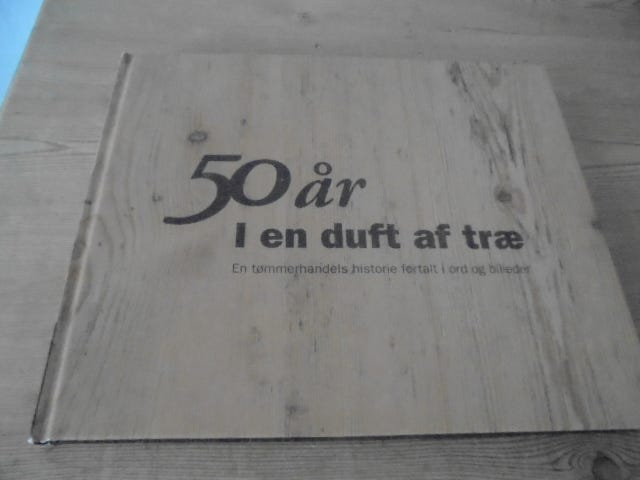 50 år
I en duft af træ
En tømmerhandels historie fortalt i ord og billeder